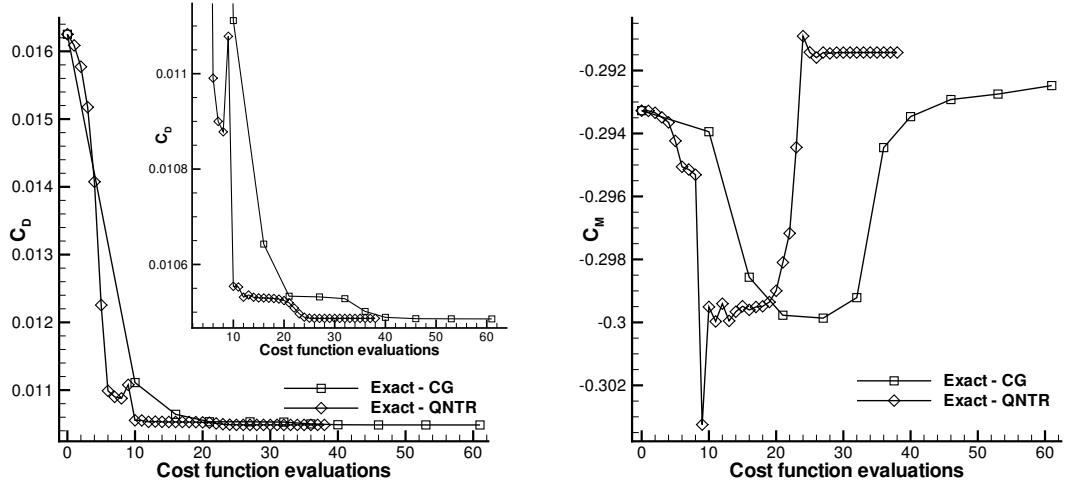 0.016
0.015
0.014
0.013
0.012
0.011
C_D
0 10 20 30 40 50 60
Cost function evaluations
0.011
0.0108
0.0106
C_D
10 20 30 40 50 60
Cost function evaluations
Exact - CG
Exact - QNTR
-0.292
-0.294
-0.296
-0.298
-0.3
-0.302
C_M
0 10 20 30 40 50 60
Cost function evaluations
Exact - CG
Exact - QNTR